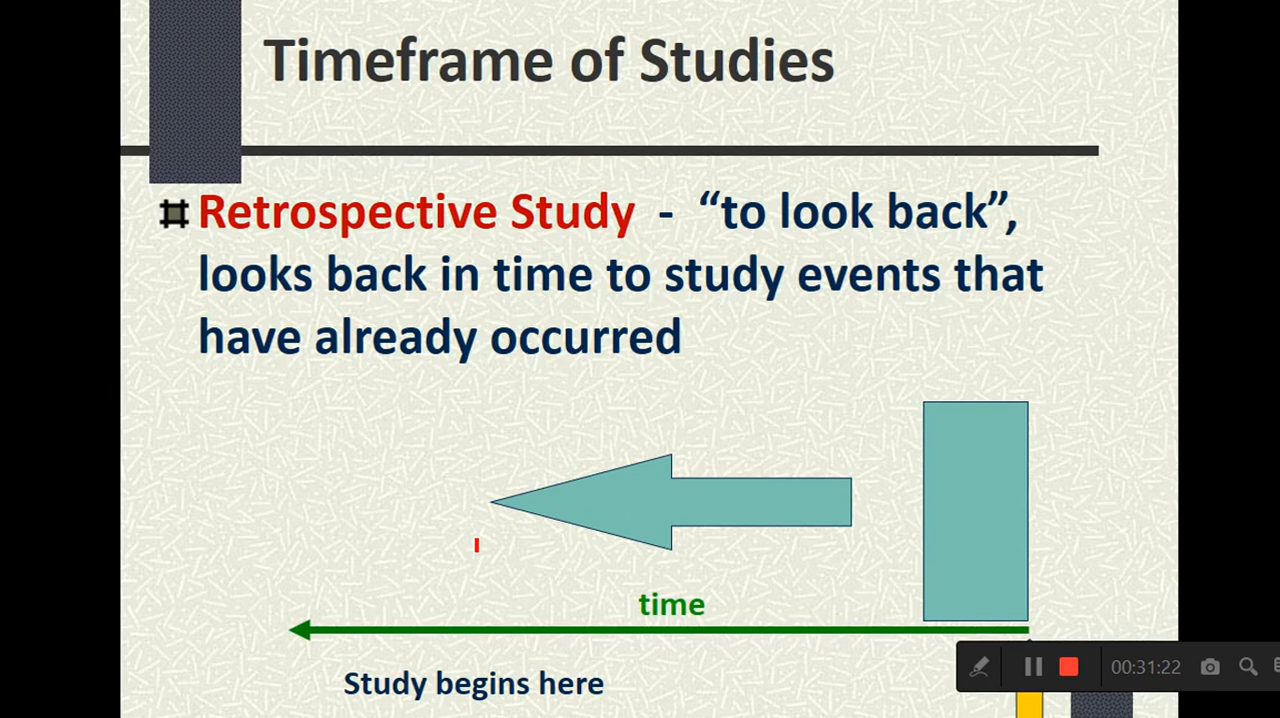 Timeframe of Studies
Retrospective Study - “to look back”,
looks back in time to study events that
have already occurred
time
Study begins here
00:31:22